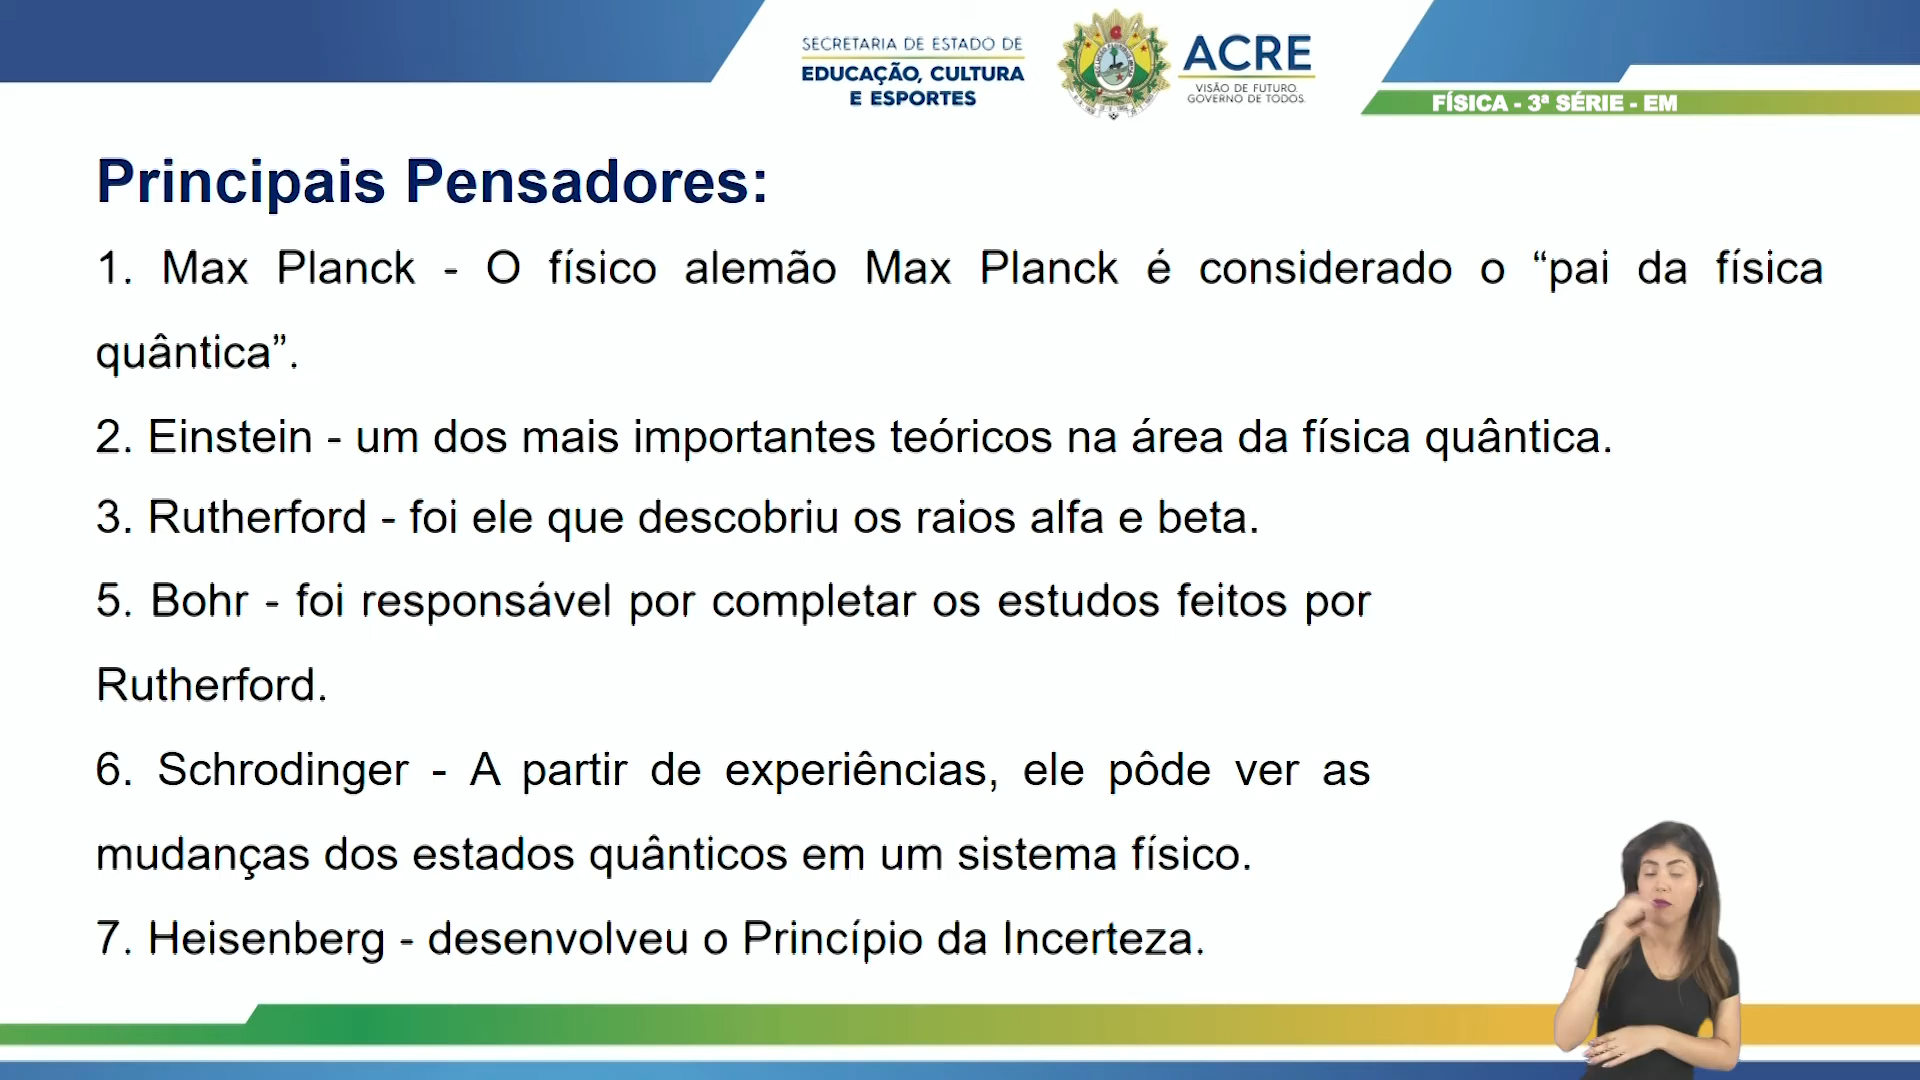 SECRETARIA DE ESTADO DE
EDUCAÇÃO, CULTURA
E ESPORTES
ACRE
VISÃO DE FUTURO.
GOVERNO DE TODOS.
FÍSICA - 3ª SÉRIE - EM
Principais Pensadores:
1. Max Planck - O físico alemão Max Planck é considerado o “pai da física
quântica”.
2. Einstein - um dos mais importantes teóricos na área da física quântica.
3. Rutherford - foi ele que descobriu os raios alfa e beta.
5. Bohr - foi responsável por completar os estudos feitos por
Rutherford.
6. Schrodinger - A partir de experiências, ele pôde ver as
mudanças dos estados quânticos em um sistema físico.
7. Heisenberg - desenvolveu o Princípio da Incerteza.